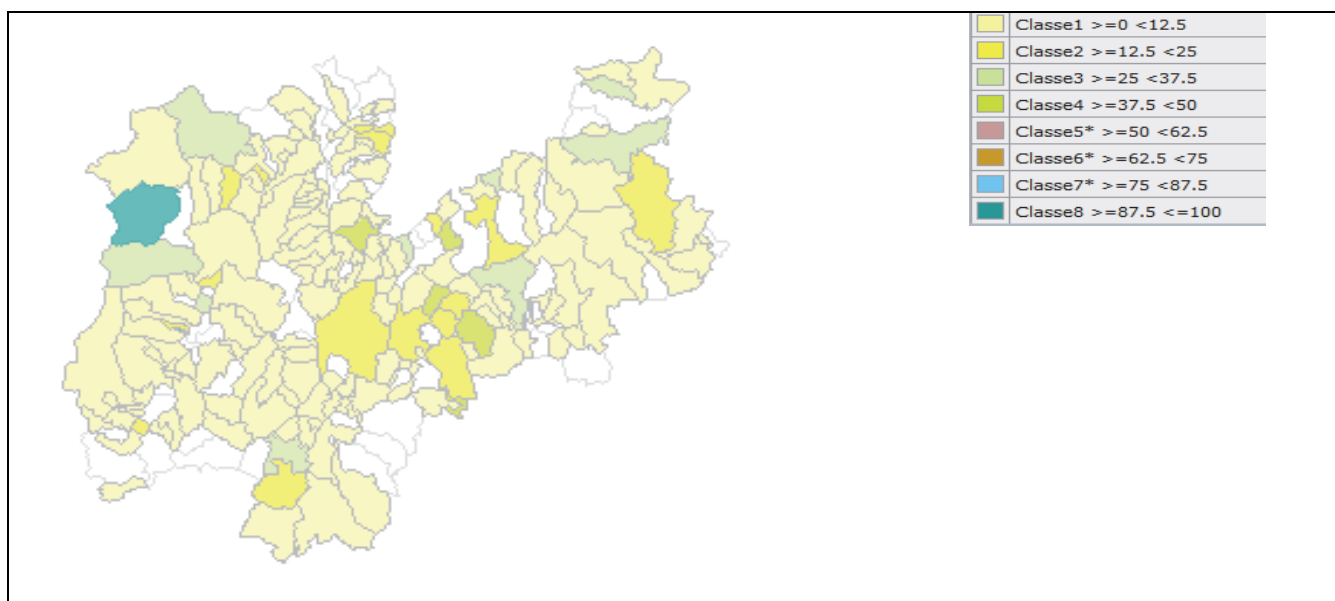 Classe1 >=0 <12.5
Classe2 >=12.5 <25
Classe3 >=25 <37.5
Classe4 >=37.5 <50
Classe5* >=50 <62.5
Classe6* >=62.5 <75
Classe7* >=75 <87.5
Classe8 >=87.5 <=100